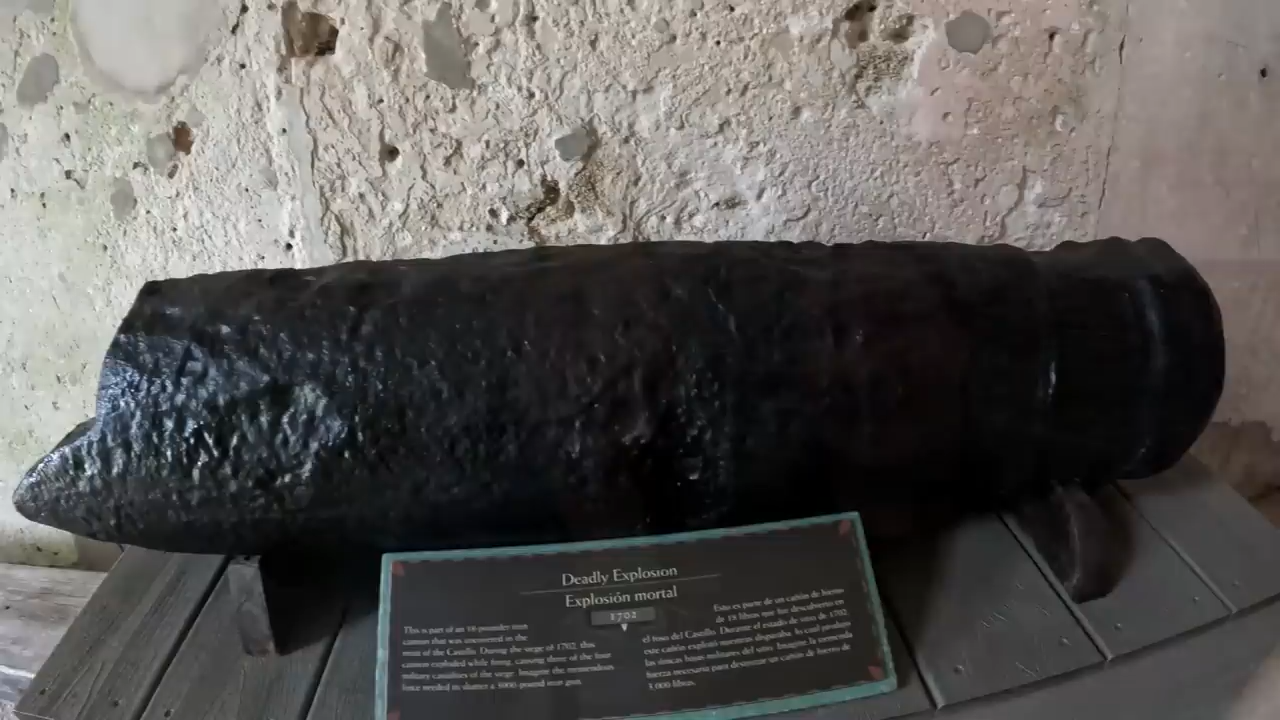 Deadly Explosion
Explosión mortal
1702
This is part of an 18-pounder iron
cannon that was uncovered in the
moat of the Castillo. During the siege of 1702, this
cannon exploded while firing, causing three of the four
military casualties of the siege. Imagine the tremendous
force needed to shatter a 3000-pound iron gun.
Esto es parte de un cañón de hierro
de 18 libras que fue descubierto en
el foso del Castillo. Durante el estado de sitio de 1702
este cañón explotó mientras disparaba, lo cual produjo
las únicas bajas militares del sitio. Imagine la tremenda
fuerza necesaria para destrozar un cañón de hierro de
3,000 libras.